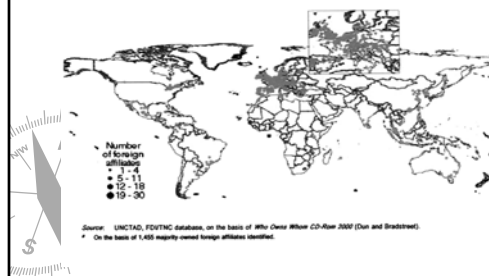 Number
of foreign
affiliates
1 - 4
5 - 11
12 - 18
19 - 30
Source: UNCTAD, FDI/TNC database, on the basis of Who Owns Whom CD-Rom 2000 (Dun and Bradstreet).
a On the basis of 1,455 majority-owned foreign affiliates identified.
NW
S